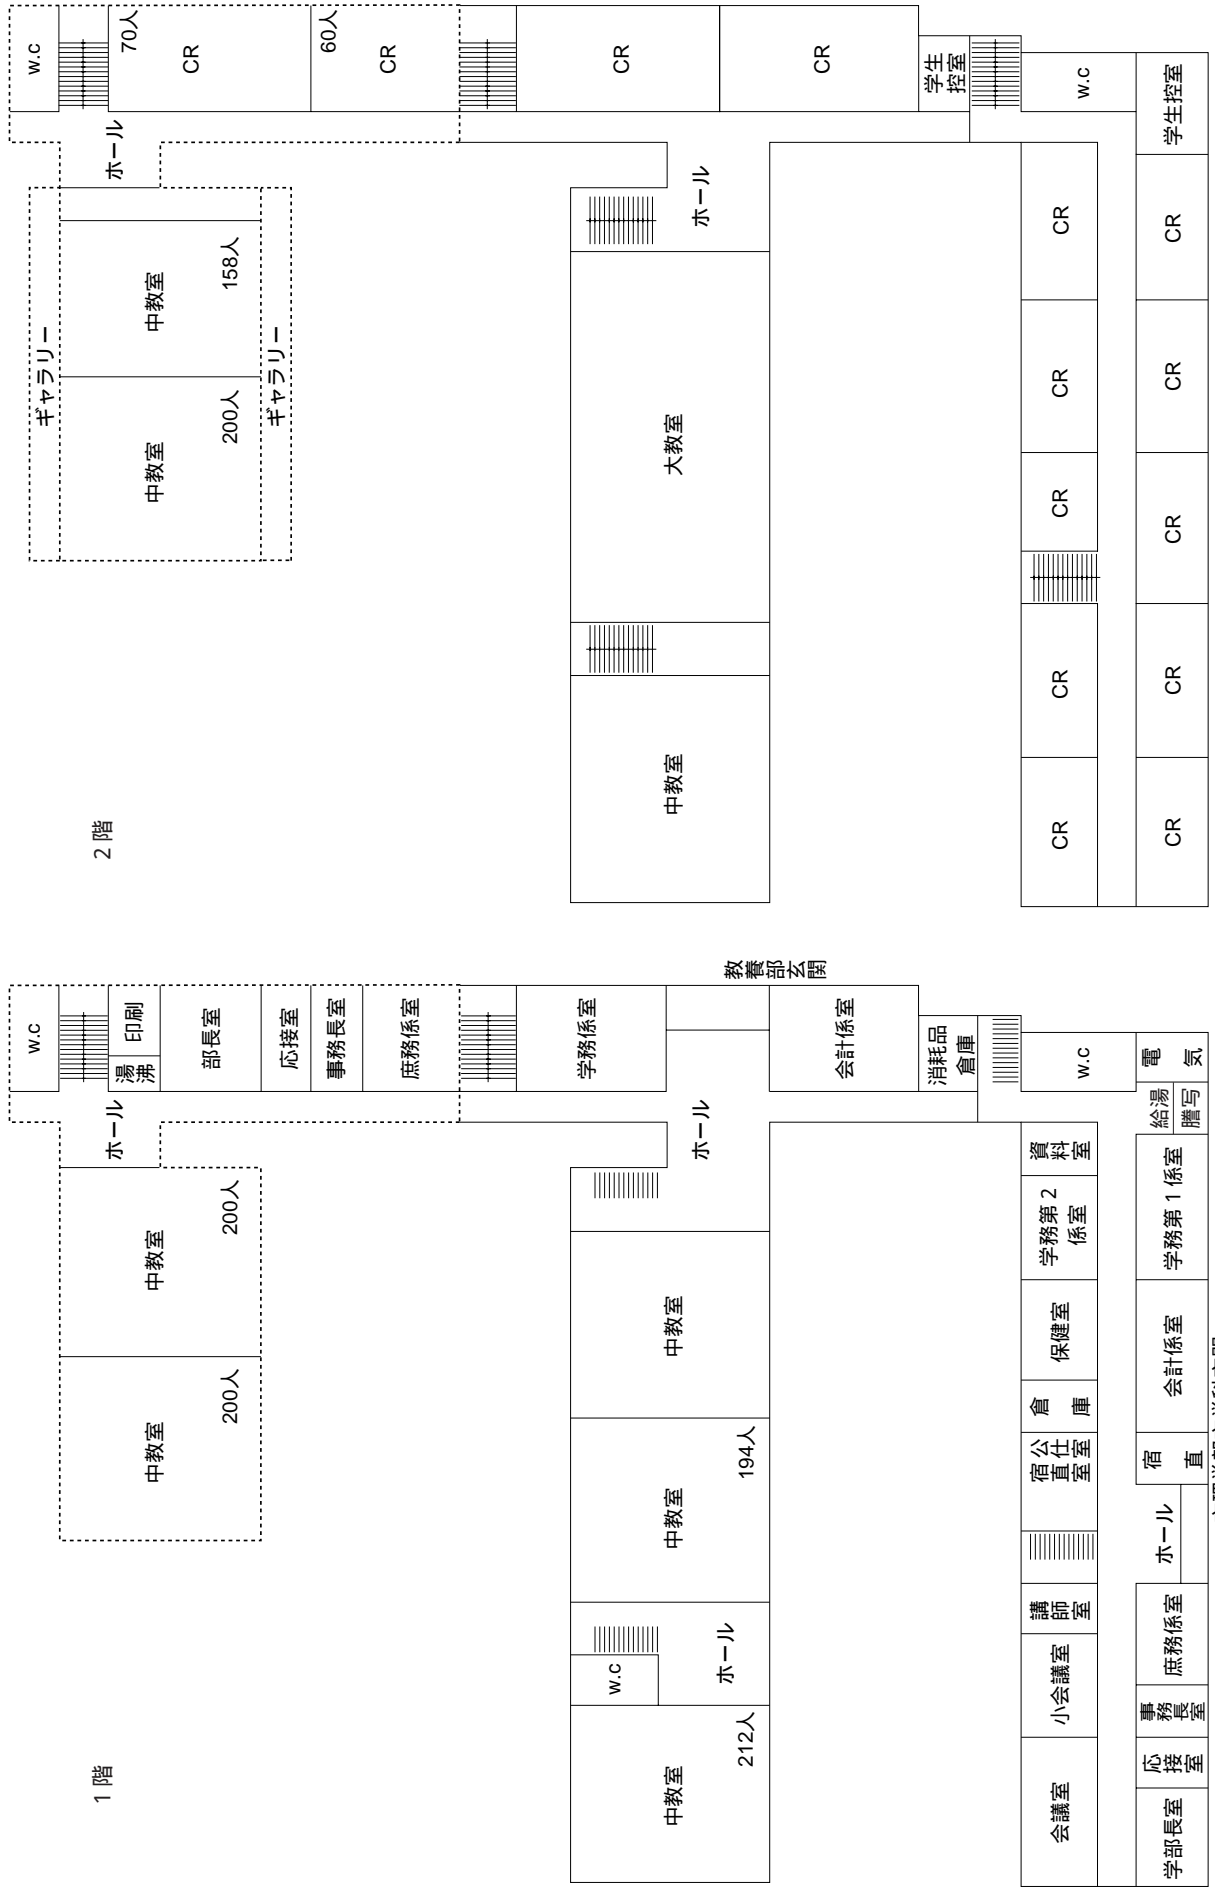 2 階
w.c
70人
CR
60人
CR
CR
CR
学生
控室
w.c
学生控室
ホール
ギャラリー
中教室
158人
中教室
200人
ギャラリー
ホール
大教室
中教室
CR
CR
CR
CR
CR
CR
CR
CR
CR
CR
1 階
w.c
湯沸
印刷
部長室
応接室
事務長室
庶務係室
学務係室
教養部玄関
会計係室
消耗品
倉庫
w.c
電気
ホール
中教室
200人
中教室
200人
ホール
中教室
中教室
194人
w.c
ホール
中教室
212人
資料室
学務第 2
係室
保健室
倉庫
公仕室
宿直室
講師室
小会議室
会議室
給湯
謄写
学務第 1 係室
会計係室
宿直
ホール
庶務係室
事務長室
応接室
学部長室